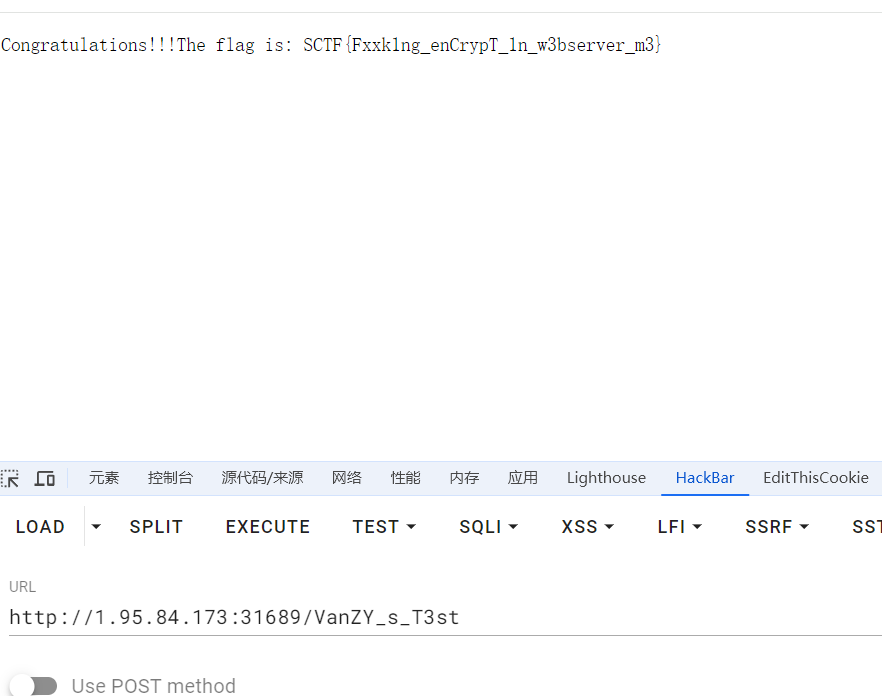 Congratulations!!!The flag is: SCTF{Fxxk1ng_enCrypT_1n_w3bserver_m3}
元素 控制台 源代码/来源 网络 性能 内存 应用 Lighthouse HackBar EditThisCookie
LOAD SPLIT EXECUTE TEST SQLI XSS LFI SSRF SST
URL
http://1.95.84.173:31689/VanZY_s_T3st
Use POST method